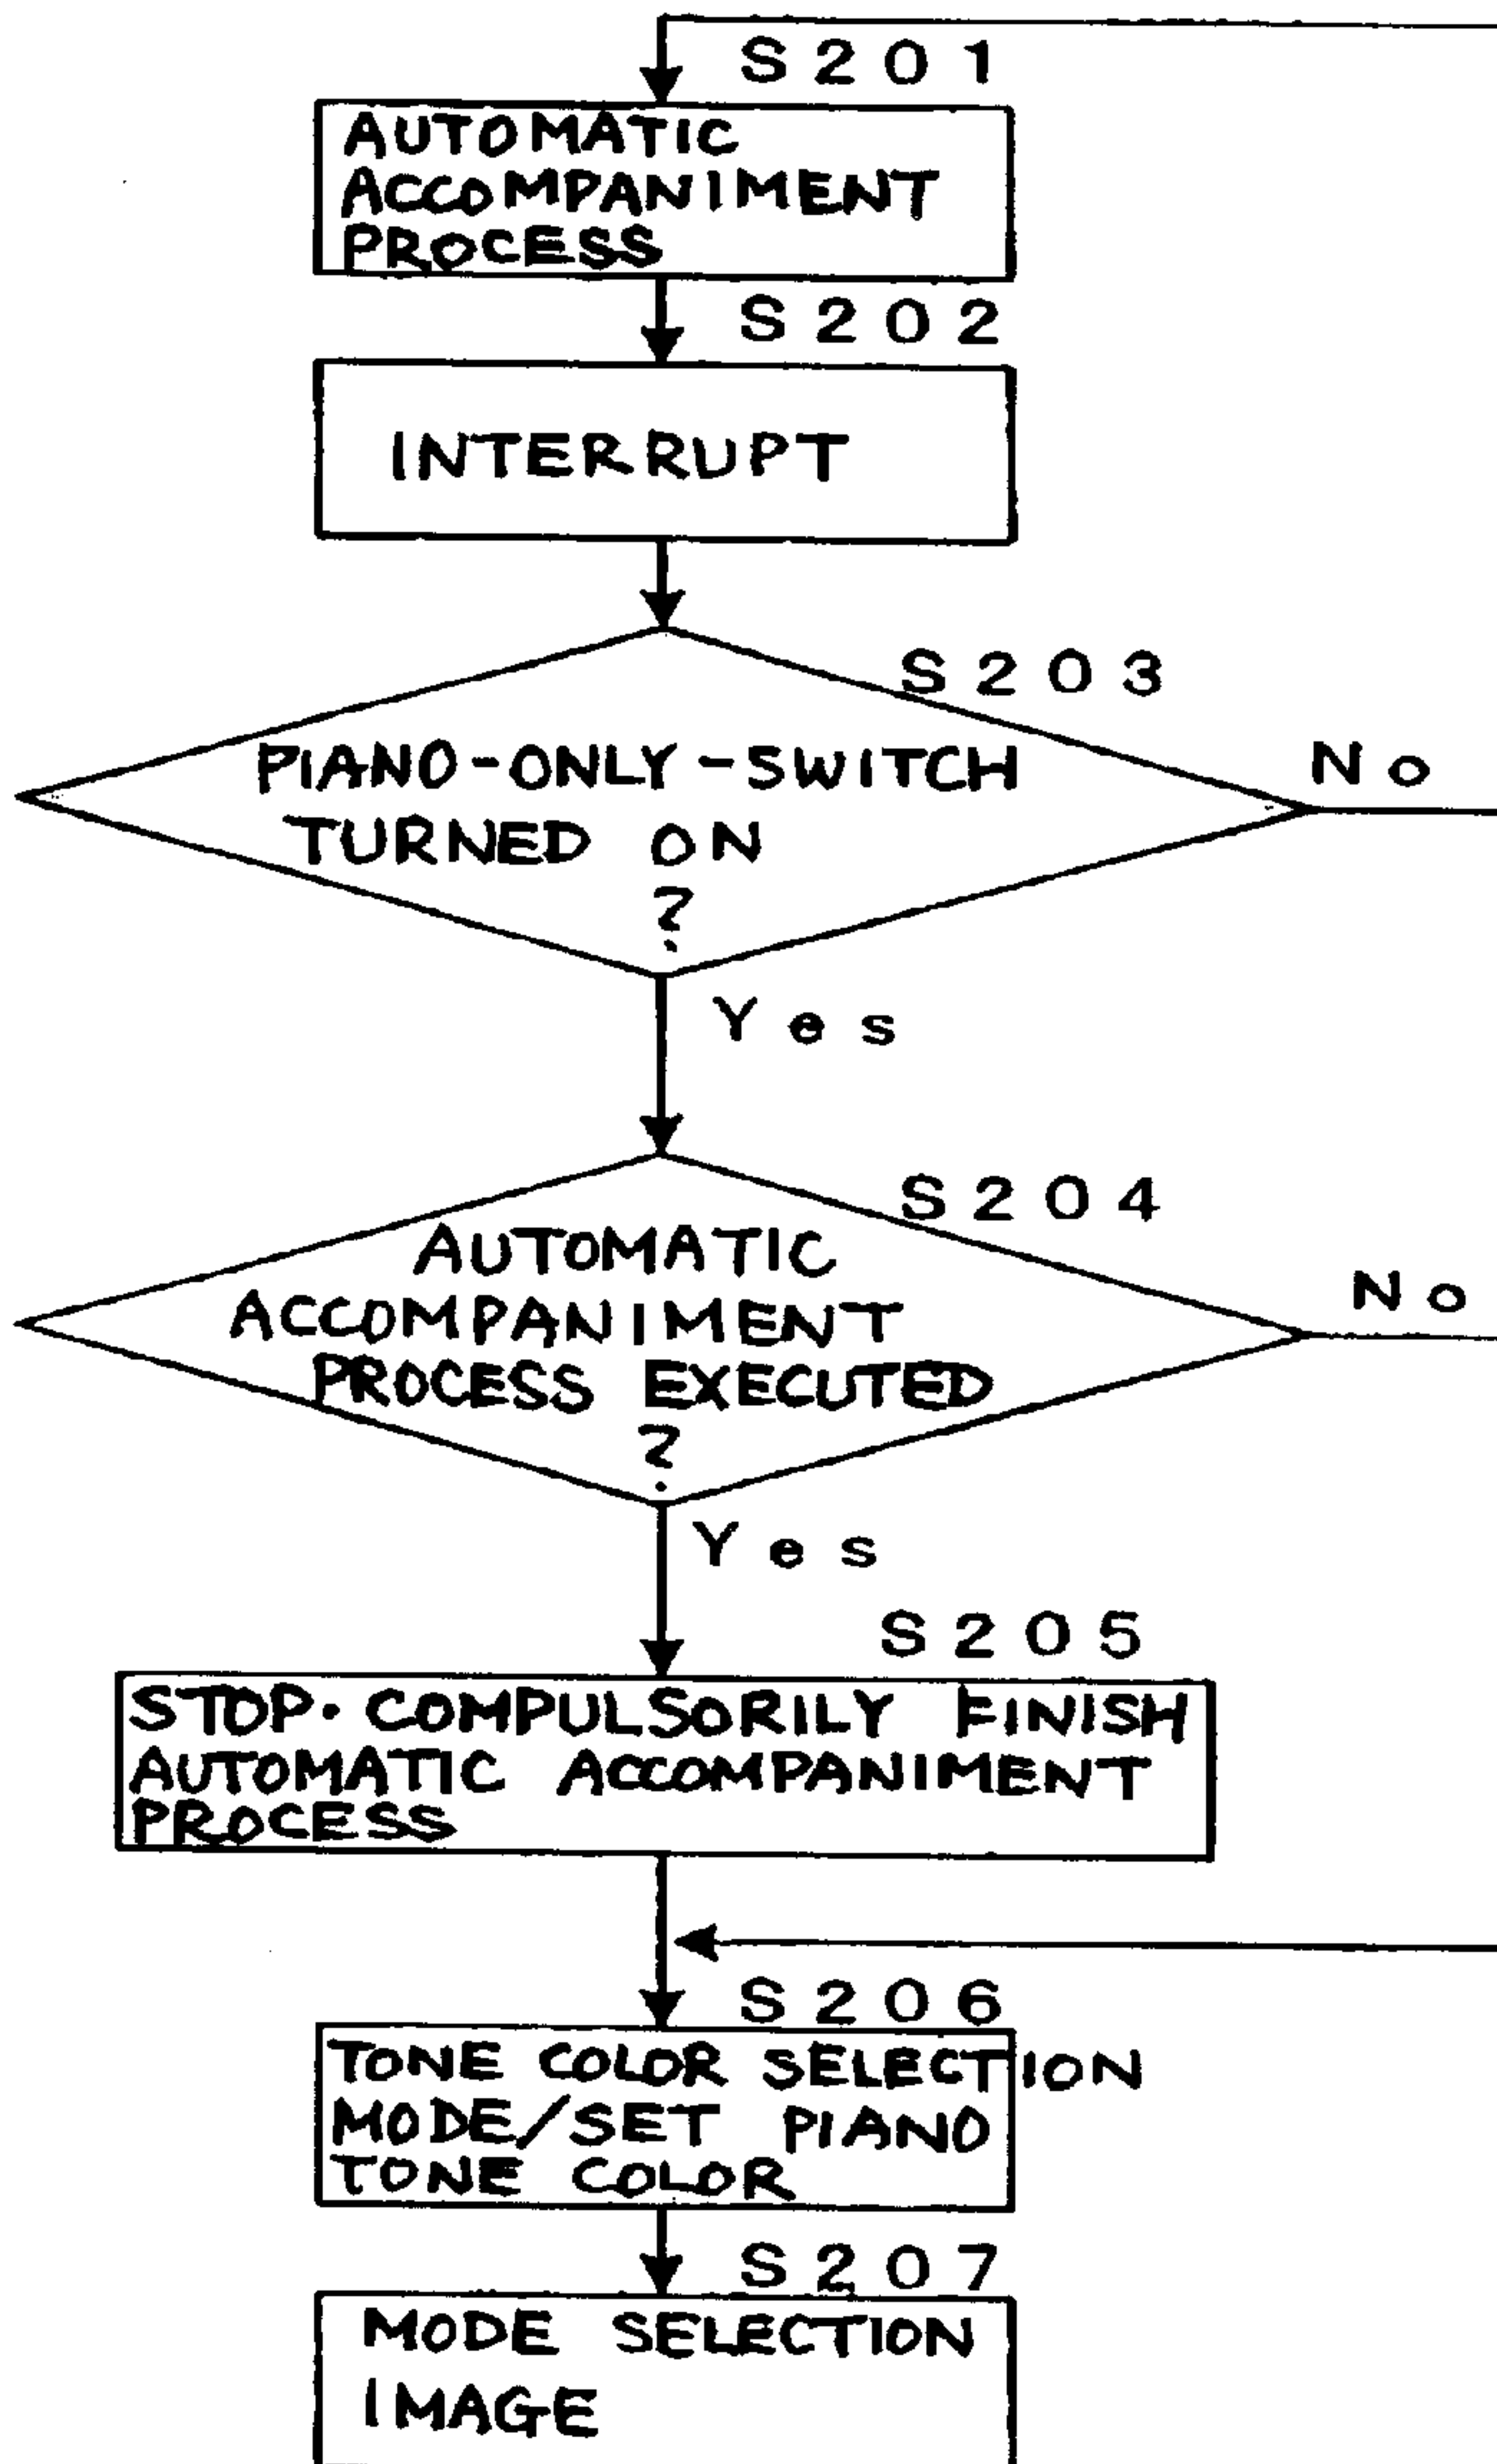 S201
AUTOMATIC
ACCOMPANIMENT
PROCESS
S202
INTERRUPT
S203
PIANO-ONLY-SWITCH
TURNED ON
?
No
Yes
S204
AUTOMATIC
ACCOMPANIMENT
PROCESS EXECUTED
?
No
Yes
S205
STOP·COMPULSORILY FINISH
AUTOMATIC ACCOMPANIMENT
PROCESS
S206
TONE COLOR SELECTION
MODE/SET PIANO
TONE COLOR
S207
MODE SELECTION
IMAGE